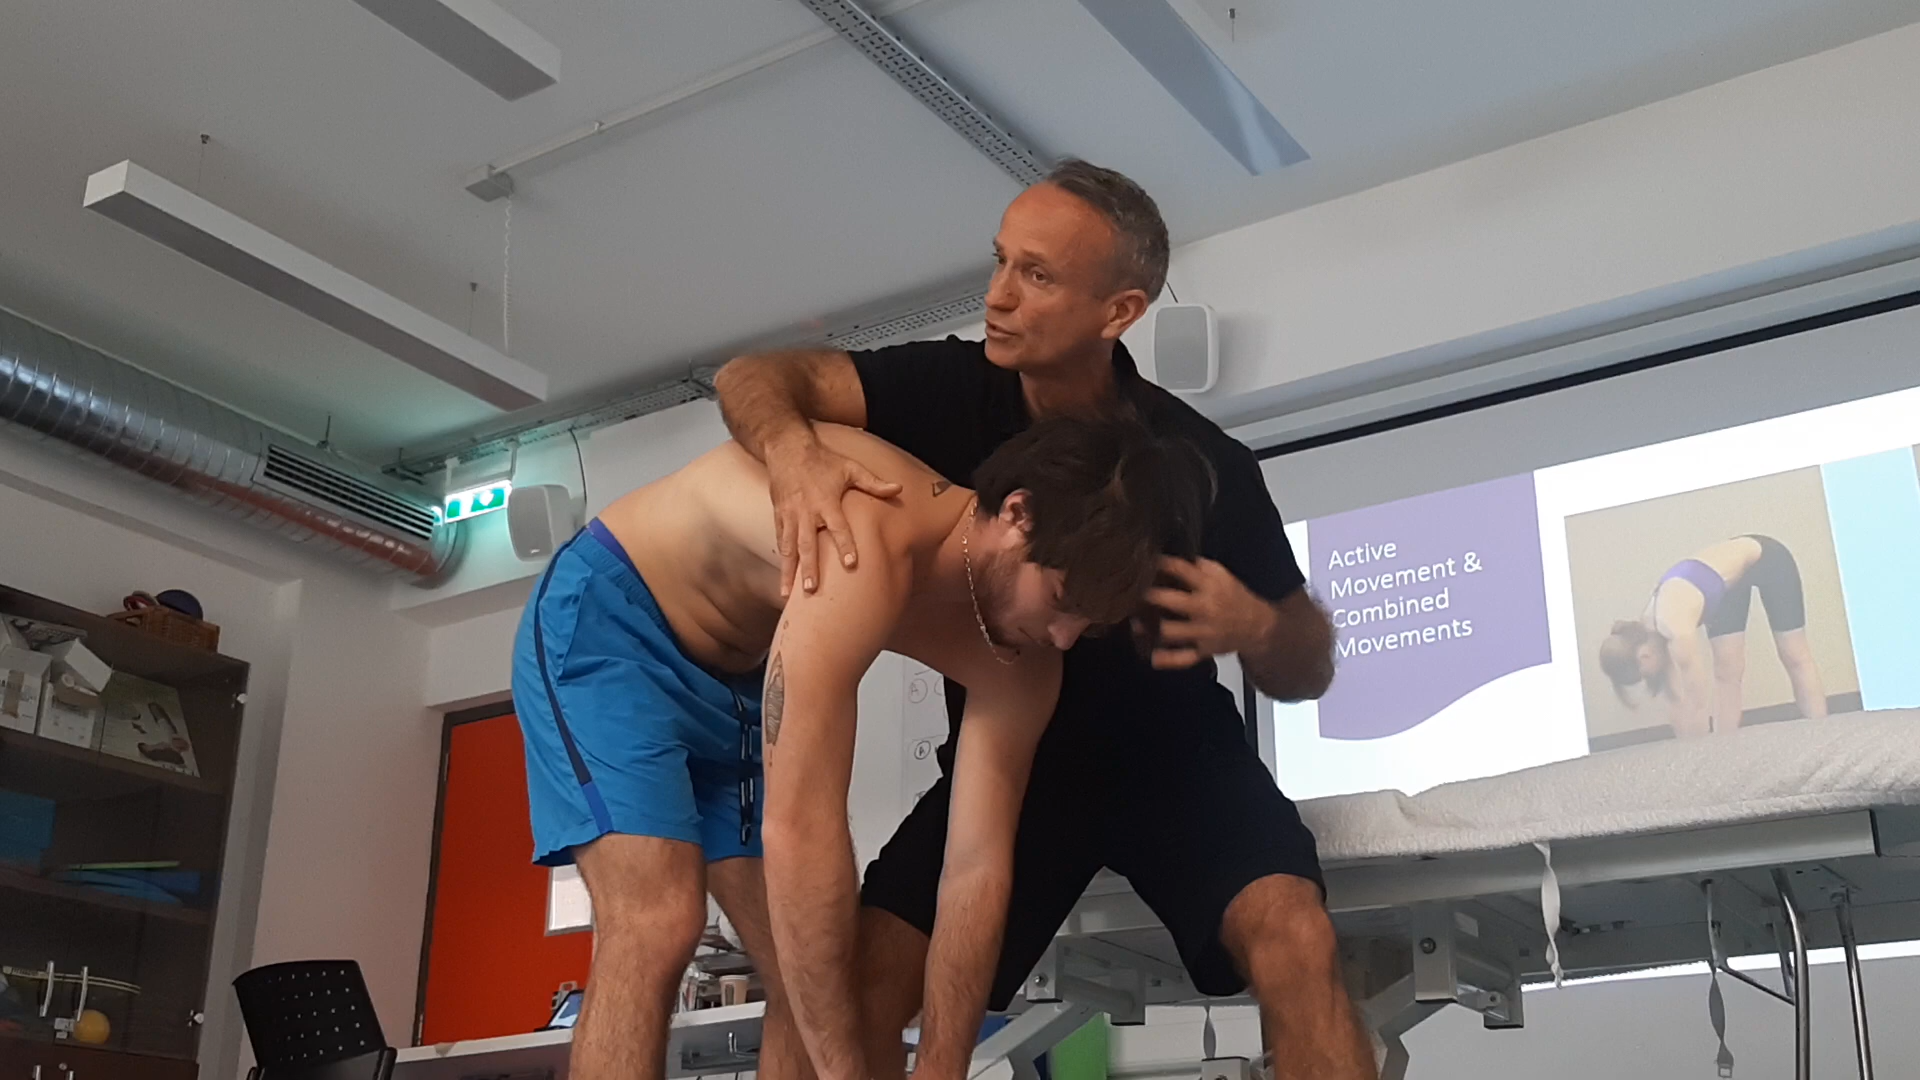 Active
Movement &
Combined
Movements
A
A